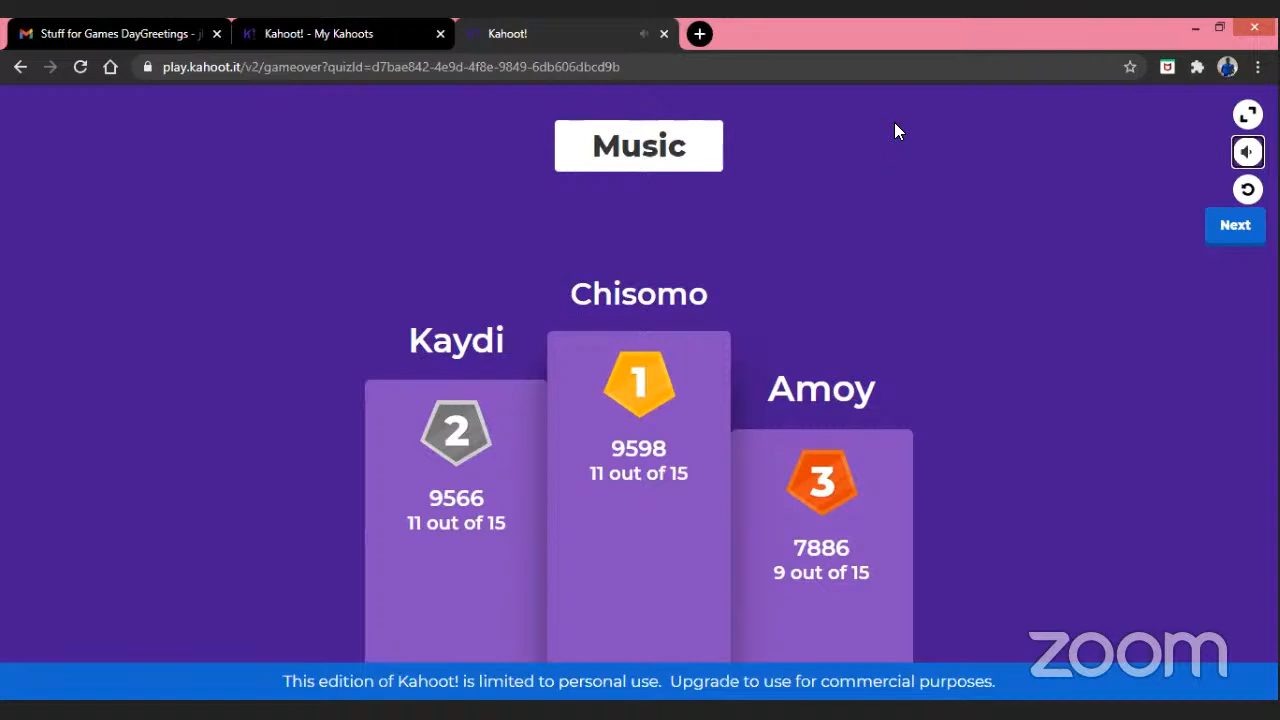 Stuff for Games DayGreetings - jl
Kahoot! - My Kahoots
Kahoot!
play.kahoot.it/v2/gameover?quizId=d7bae842-4e9d-4f8e-9849-6db606dbcd9b
Music
Next
Chisomo
1
9598
11 out of 15
Kaydi
2
9566
11 out of 15
Amoy
3
7886
9 out of 15
zoom
This edition of Kahoot! is limited to personal use. Upgrade to use for commercial purposes.